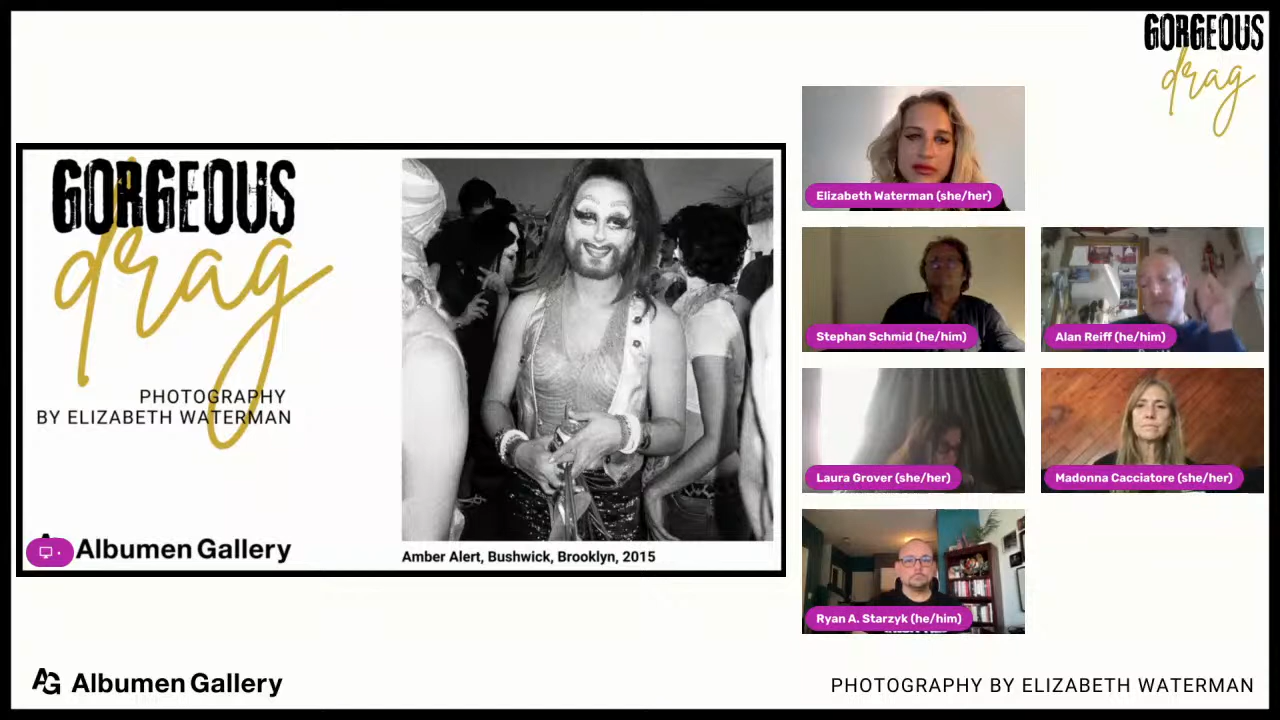 GORGEOUS
drag
GORGEOUS
drag
PHOTOGRAPHY
BY ELIZABETH WATERMAN
Albumen Gallery
Amber Alert, Bushwick, Brooklyn, 2015
Elizabeth Waterman (she/her)
Stephan Schmid (he/him)
Alan Reiff (he/him)
Laura Grover (she/her)
Madonna Cacciatore (she/her)
Ryan A. Starzyk (he/him)
AG Albumen Gallery
PHOTOGRAPHY BY ELIZABETH WATERMAN